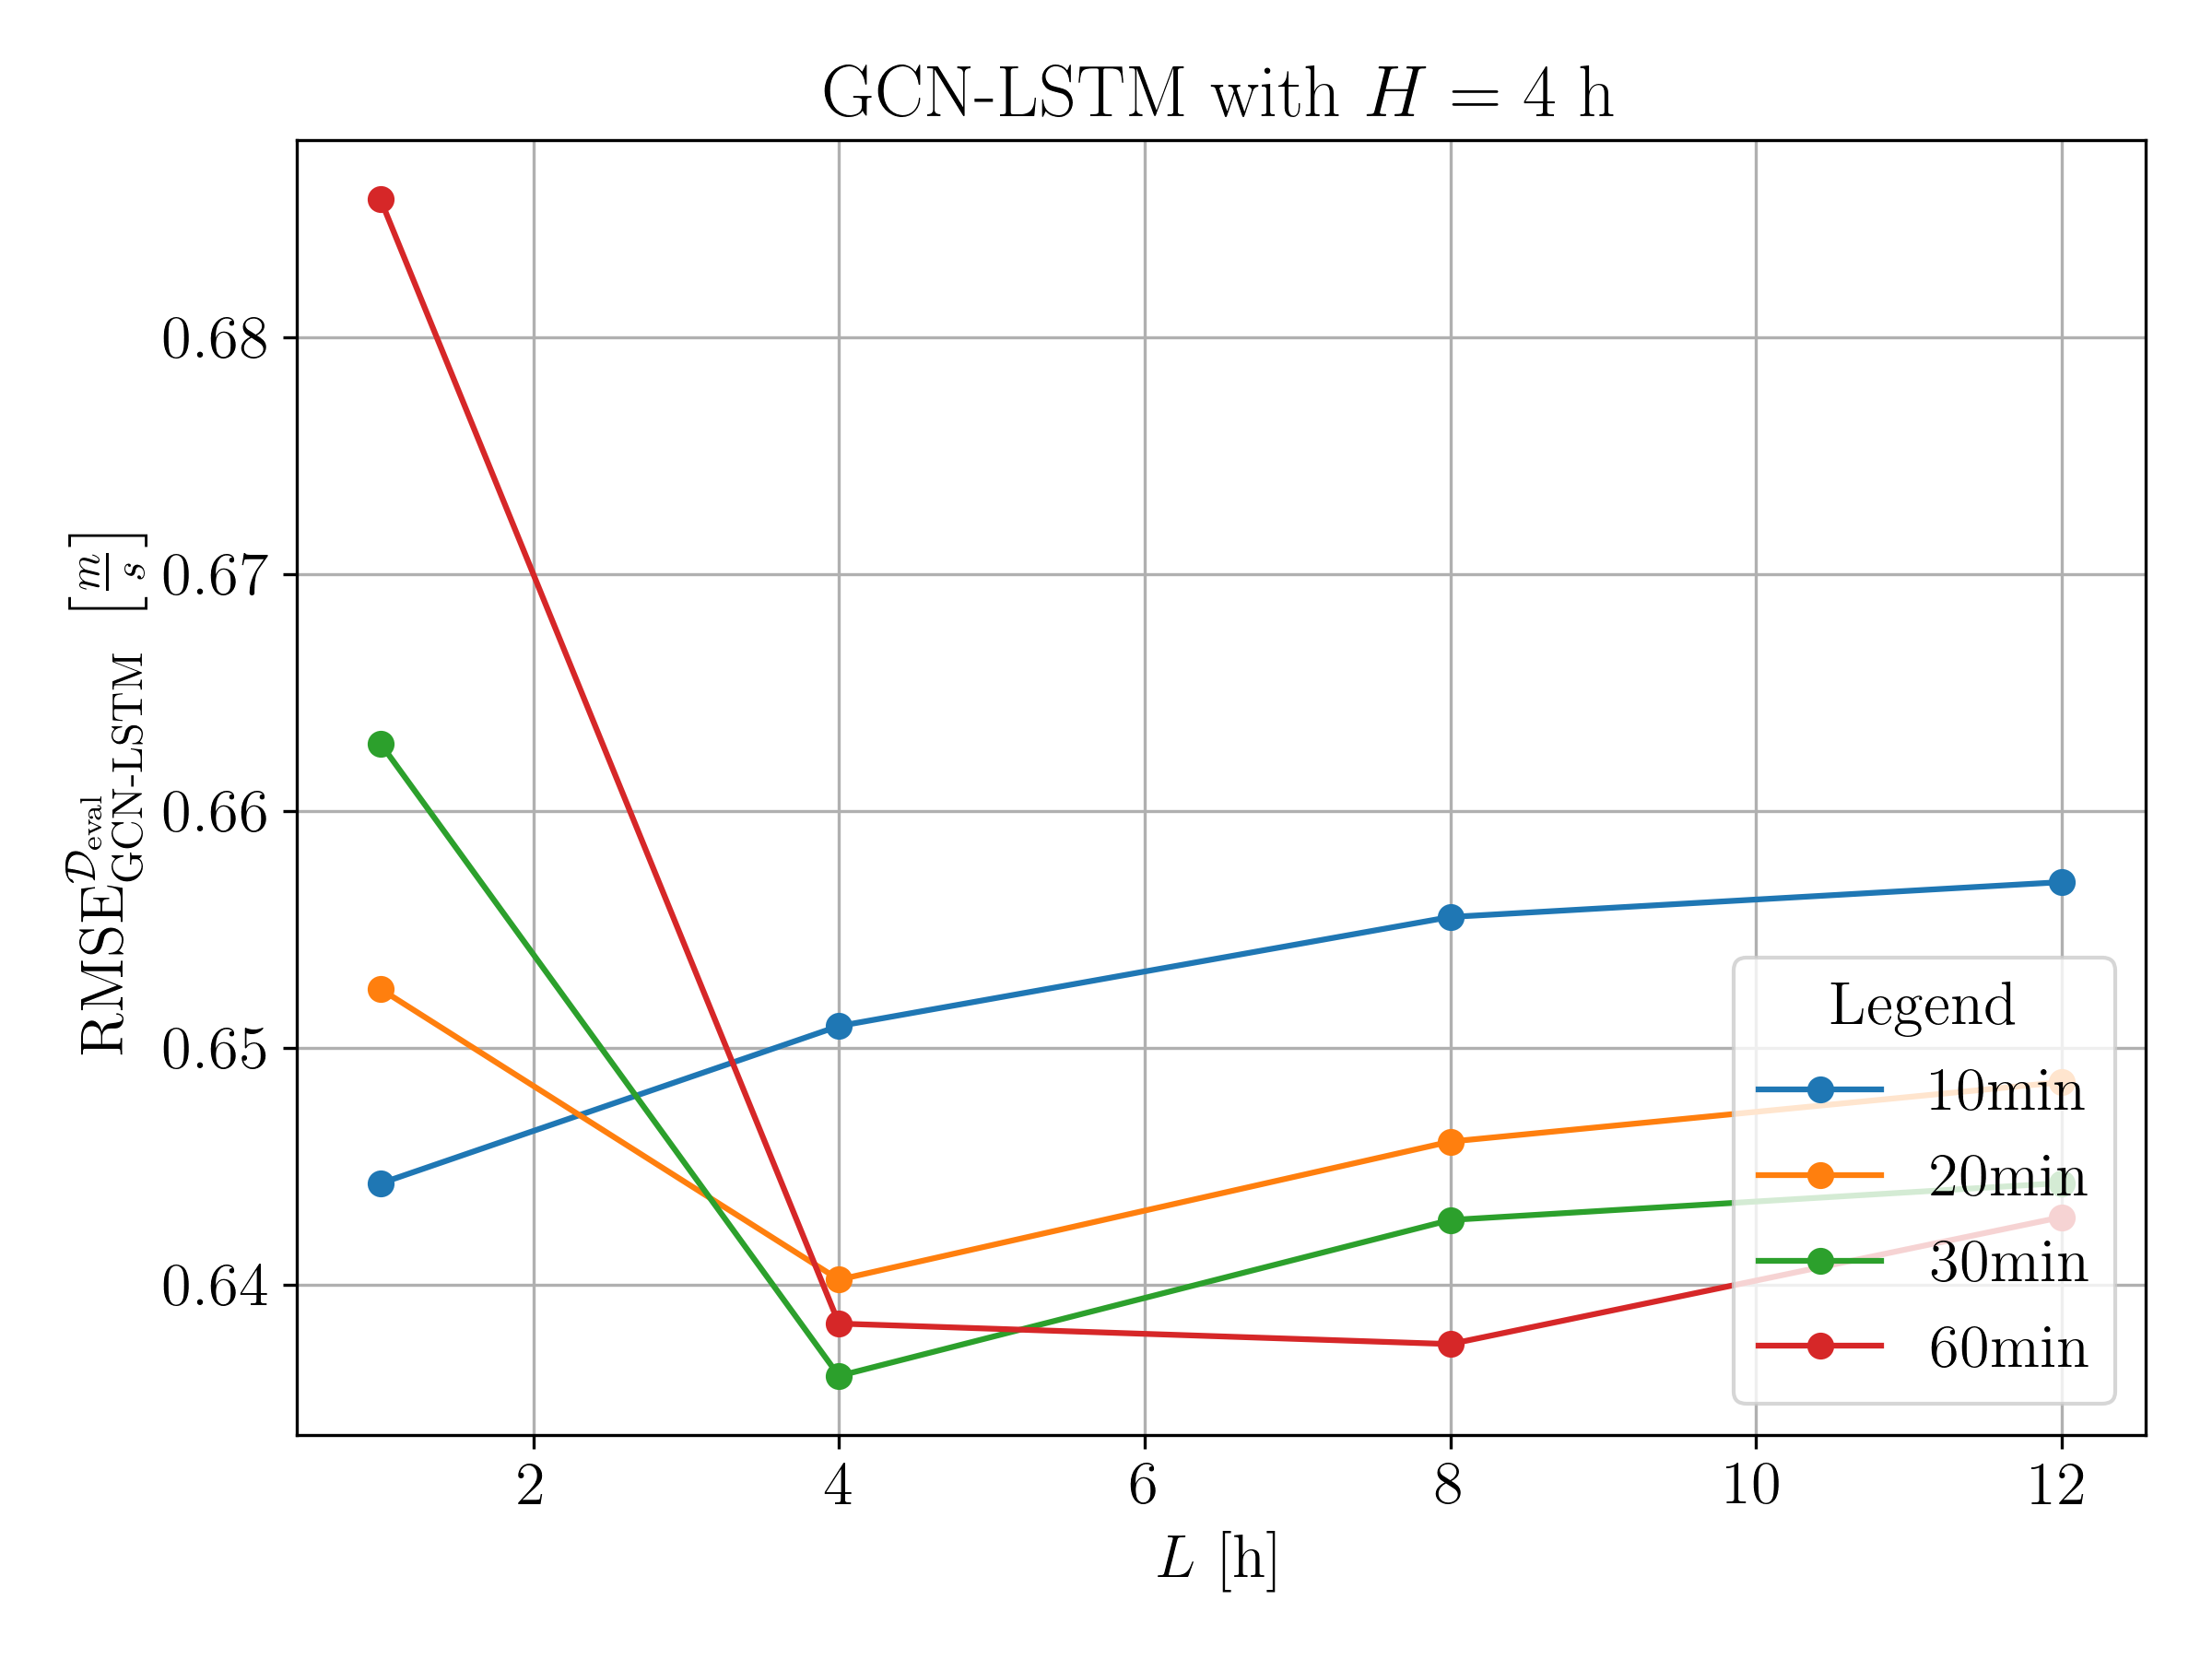 GCN-LSTM with H = 4 h
RMSE^{𝒟_eval}_{GCN-LSTM} [m/s]
0.68
0.67
0.66
0.65
0.64
Legend
10min
20min
30min
60min
2 4 6 8 10 12
L [h]